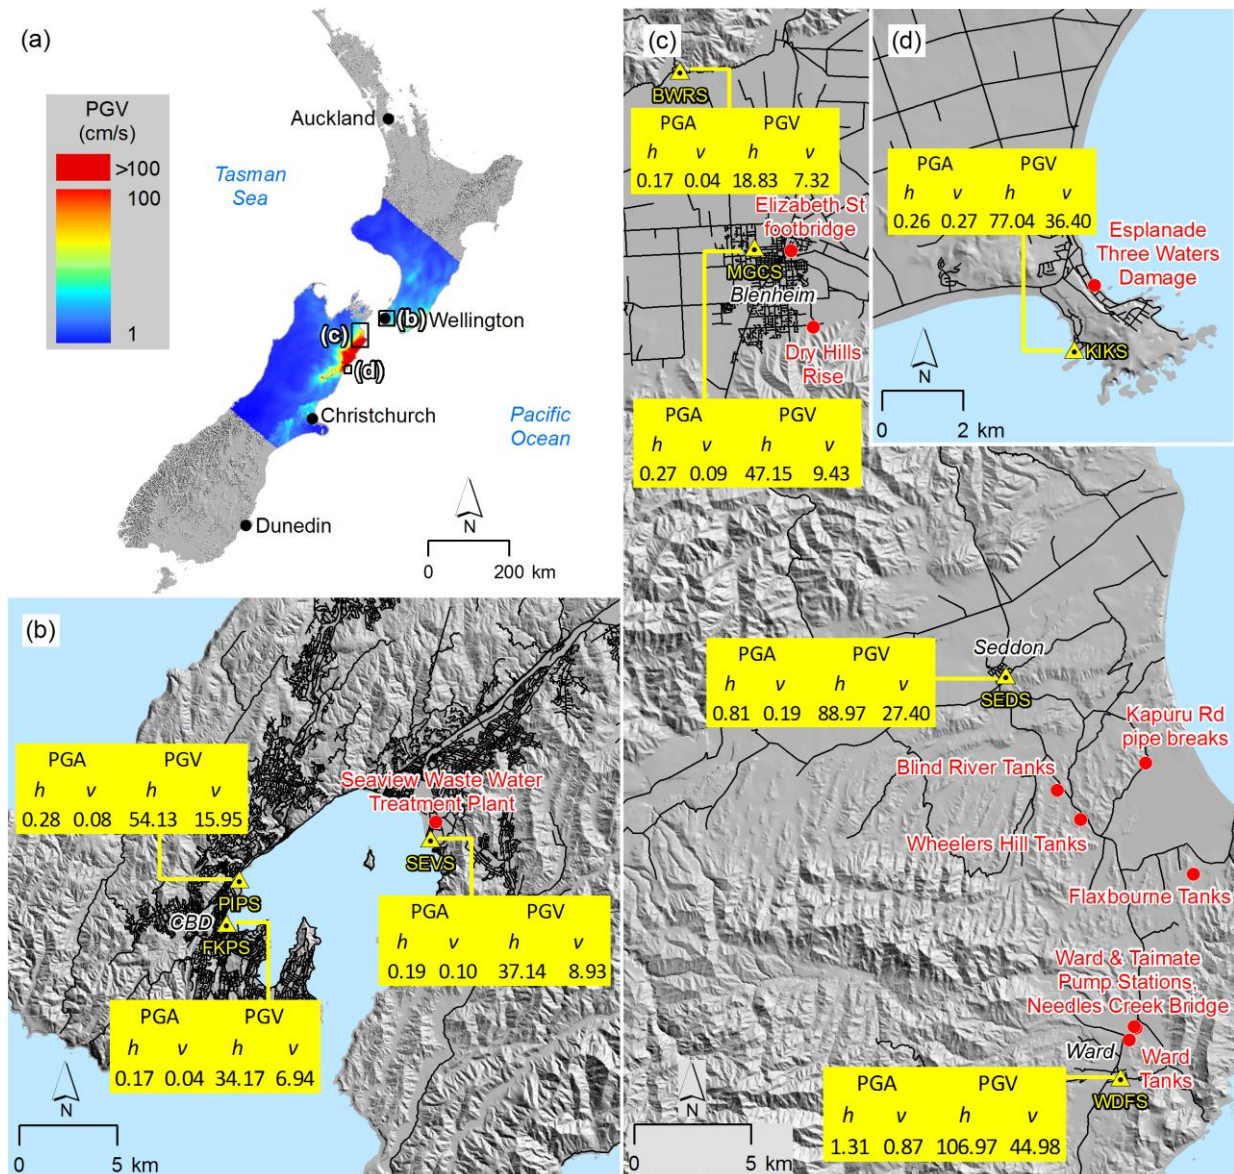 (a)
PGV
(cm/s)
>100
100
1
Auckland
Tasman
Sea
(b)
Wellington
(c)
(d)
Christchurch
Pacific
Ocean
Dunedin
N
0 200 km
(b)
PGA PGV
h v h v
0.28 0.08 54.13 15.95
Seaview Waste Water
Treatment Plant
SEVS
PIPS
CBD
FKPS
PGA PGV
h v h v
0.19 0.10 37.14 8.93
PGA PGV
h v h v
0.17 0.04 34.17 6.94
N
0 5 km
(c)
BWRS
PGA PGV
h v h v
0.17 0.04 18.83 7.32
Elizabeth St
footbridge
MGCS
Blenheim
Dry Hills
Rise
PGA PGV
h v h v
0.27 0.09 47.15 9.43
Seddon
PGA PGV
h v h v
0.81 0.19 88.97 27.40
SEDS
Kapuru Rd
pipe breaks
Blind River Tanks
Wheelers Hill Tanks
Flaxbourne Tanks
Ward & Taimate
Pump Stations,
Needles Creek Bridge
Ward
Ward
Tanks
WDFS
PGA PGV
h v h v
1.31 0.87 106.97 44.98
N
0 5 km
(d)
PGA PGV
h v h v
0.26 0.27 77.04 36.40
Esplanade
Three Waters
Damage
KIKS
N
0 2 km